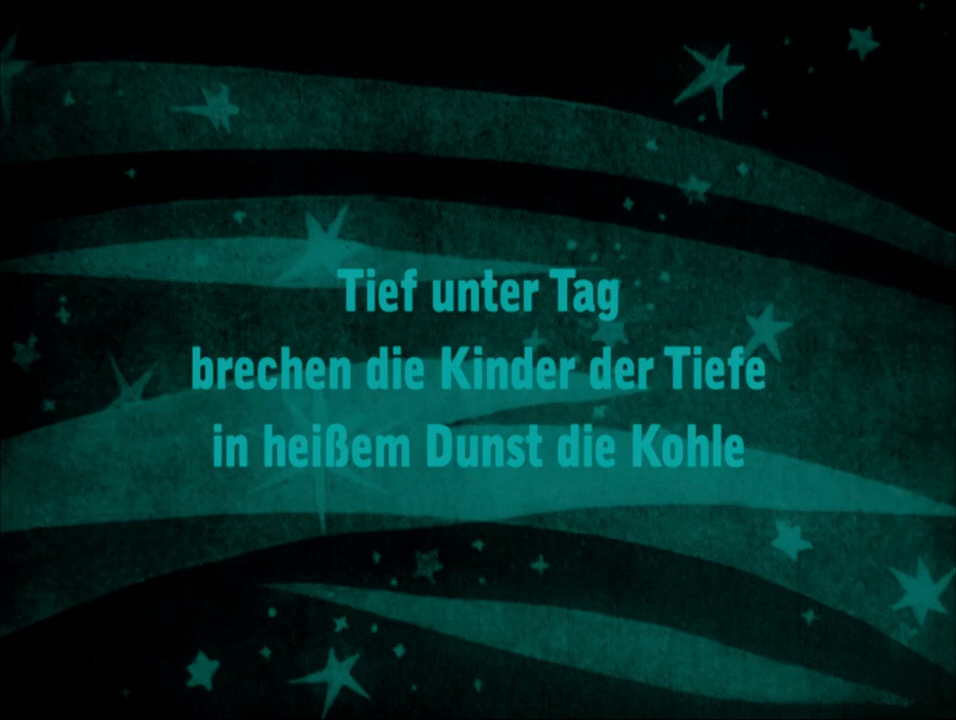 Tief unter Tag
brechen die Kinder der Tiefe
in heißem Dunst die Kohle